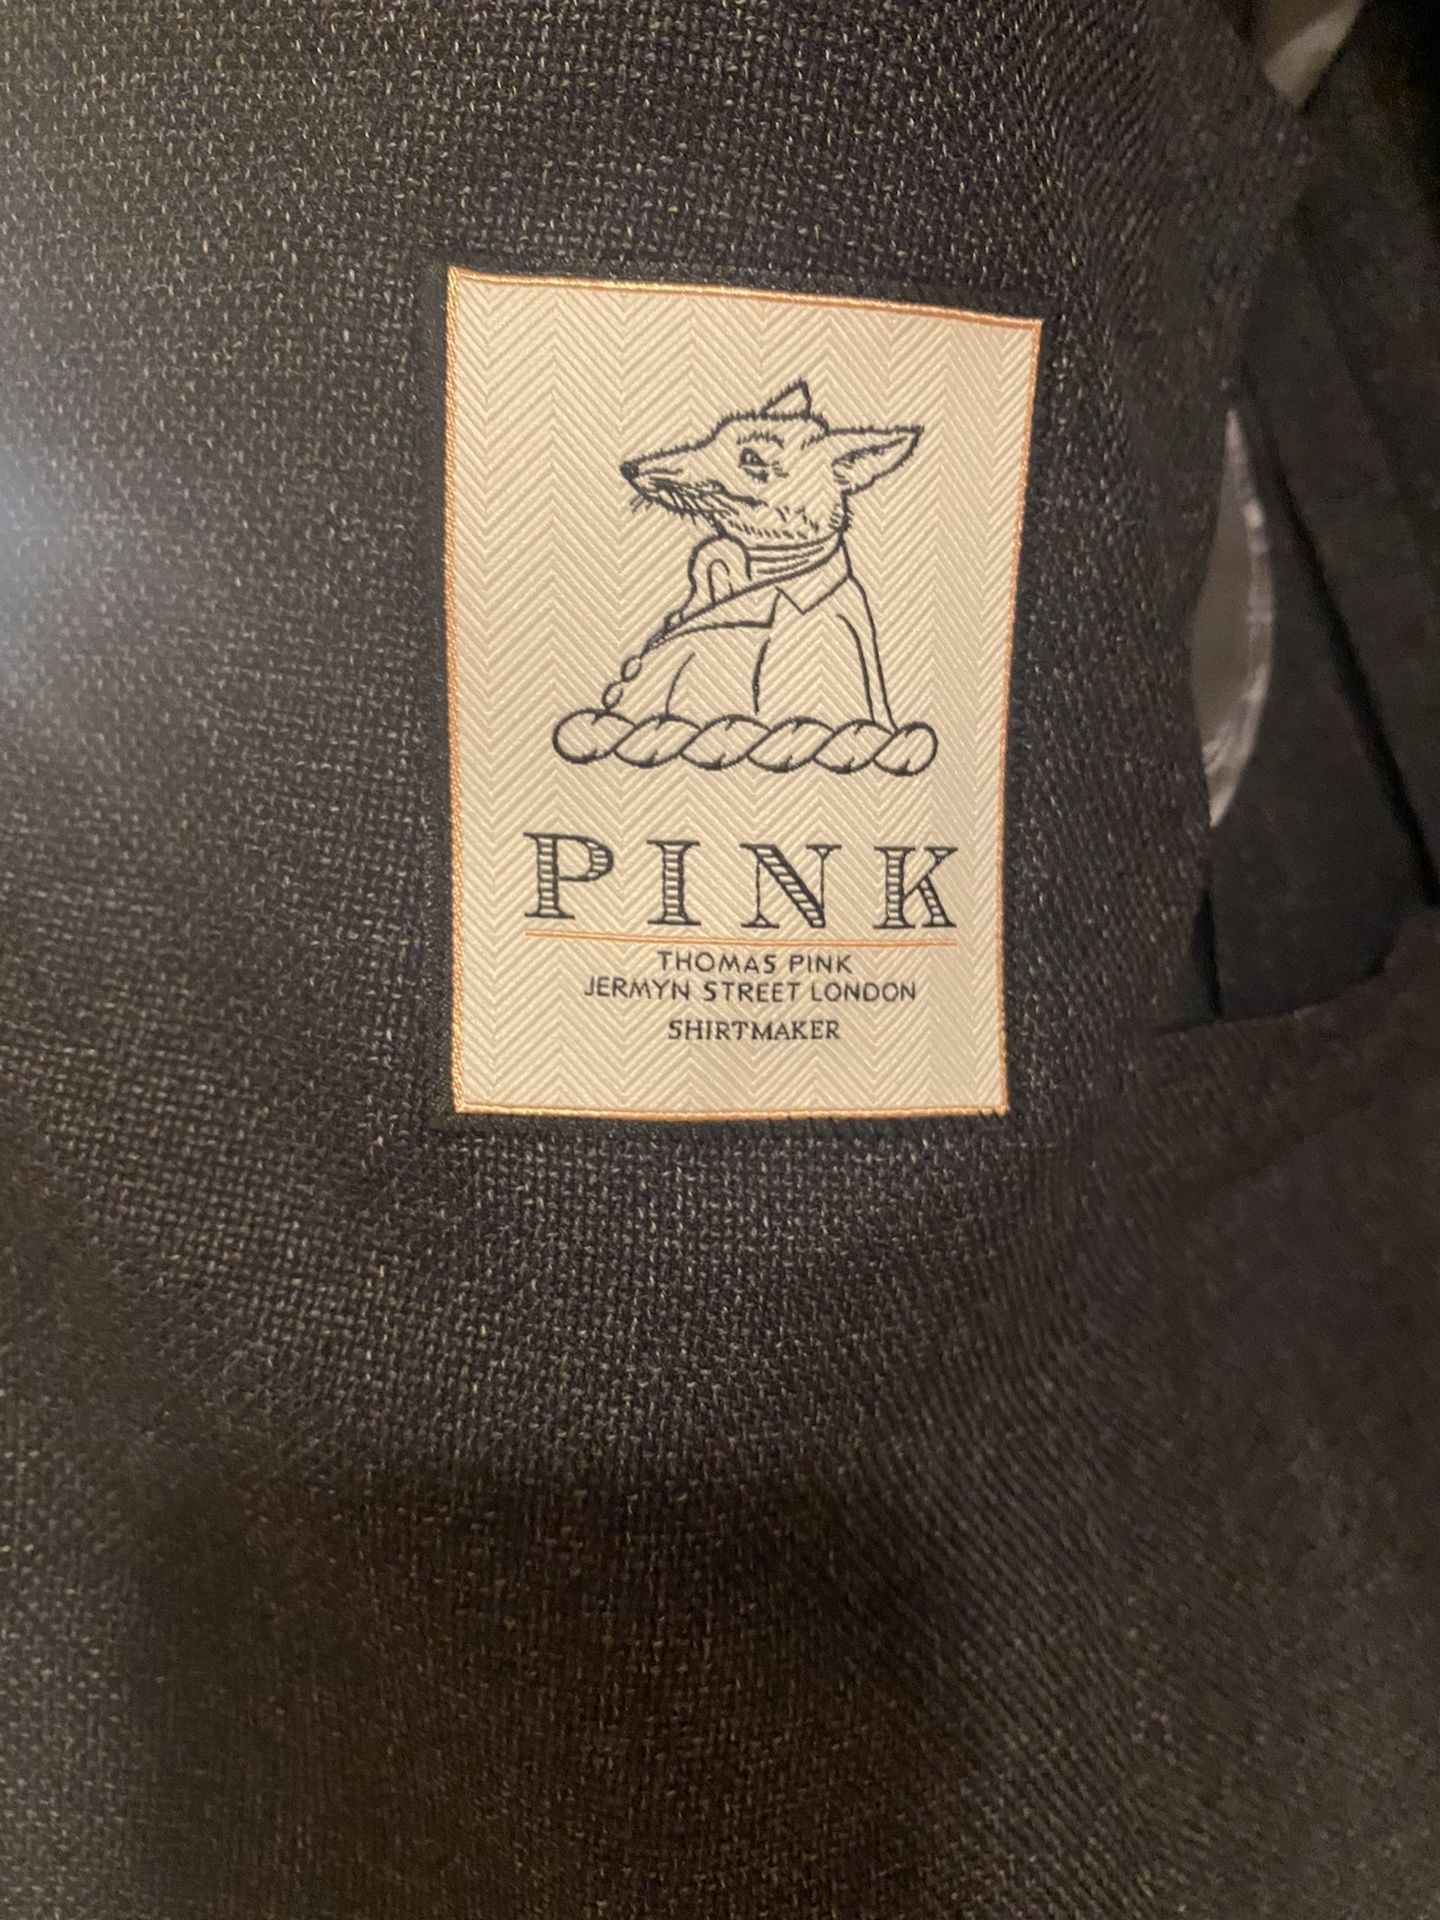 PINK
THOMAS PINK
JERMYN STREET LONDON
SHIRTMAKER